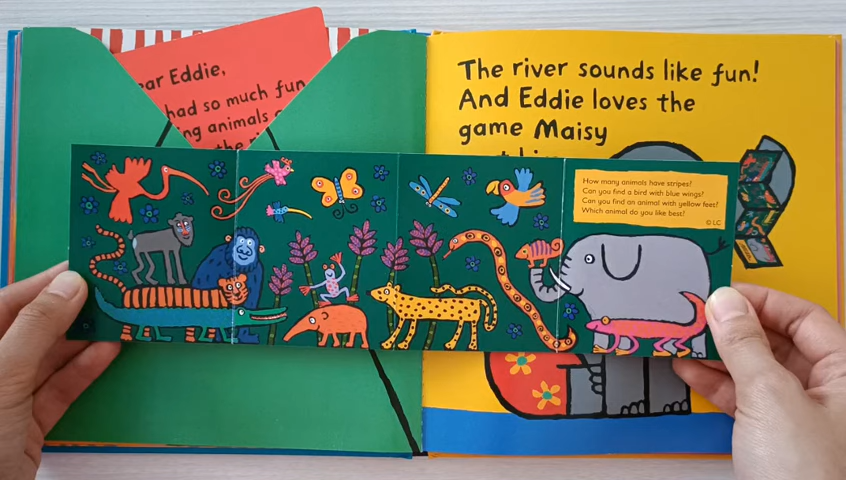 ar Eddie,
had so much fun
ng animals
The river sounds like fun!
And Eddie loves the
game Maisy
How many animals have stripes?
Can you find a bird with blue wings?
Can you find an animal with yellow feet?
Which animal do you like best?
© LC